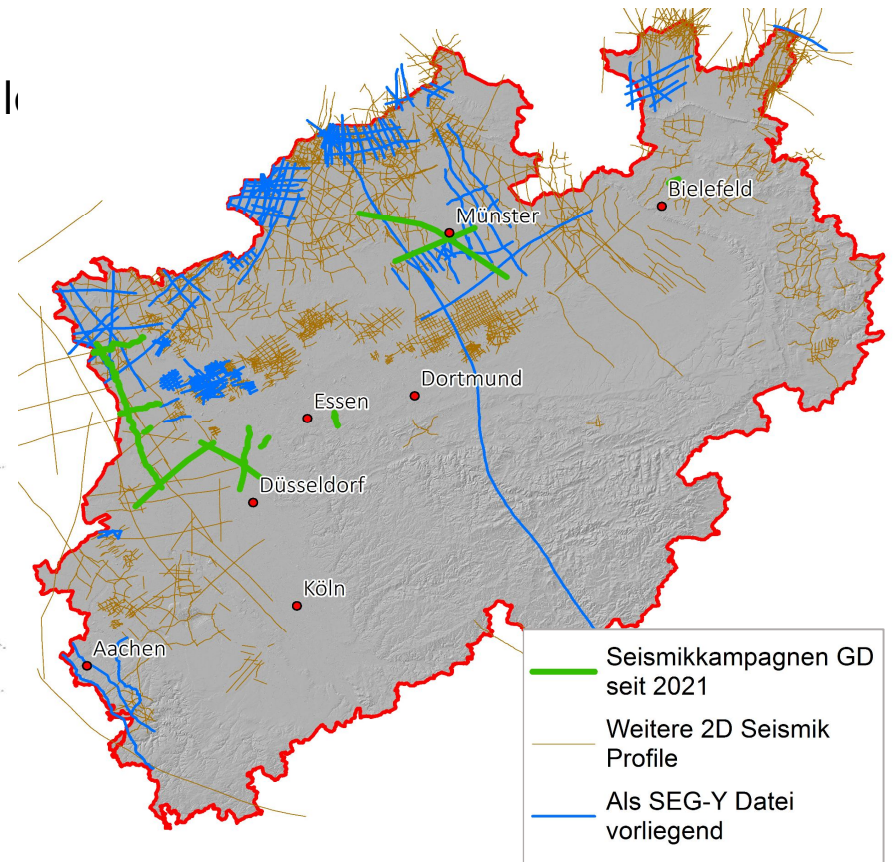 Bielefeld
Münster
Dortmund
Essen
Düsseldorf
Köln
Aachen
Seismikkampagnen GD
seit 2021
Weitere 2D Seismik
Profile
Als SEG-Y Datei
vorliegend